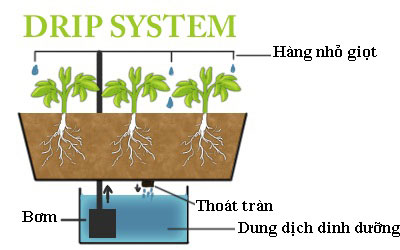 DRIP SYSTEM
Hàng nhỏ giọt
Thoát tràn
Bơm
Dung dịch dinh dưỡng